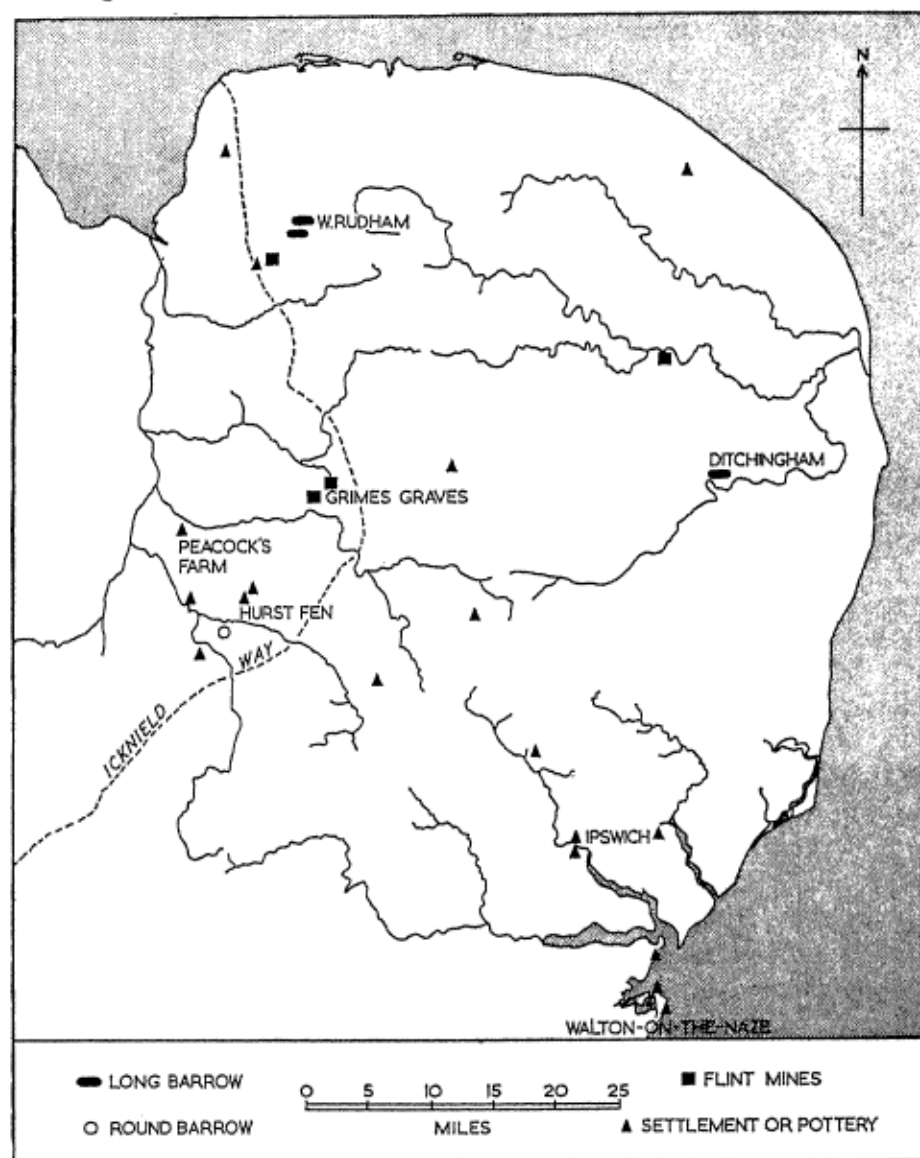 N
W. RUDHAM
DITCHINGHAM
GRIMES GRAVES
PEACOCK'S
FARM
HURST FEN
ICKNIELD WAY
IPSWICH
WALTON-ON-THE-NAZE
LONG BARROW
0 5 10 15 20 25
FLINT MINES
ROUND BARROW
MILES
SETTLEMENT OR POTTERY